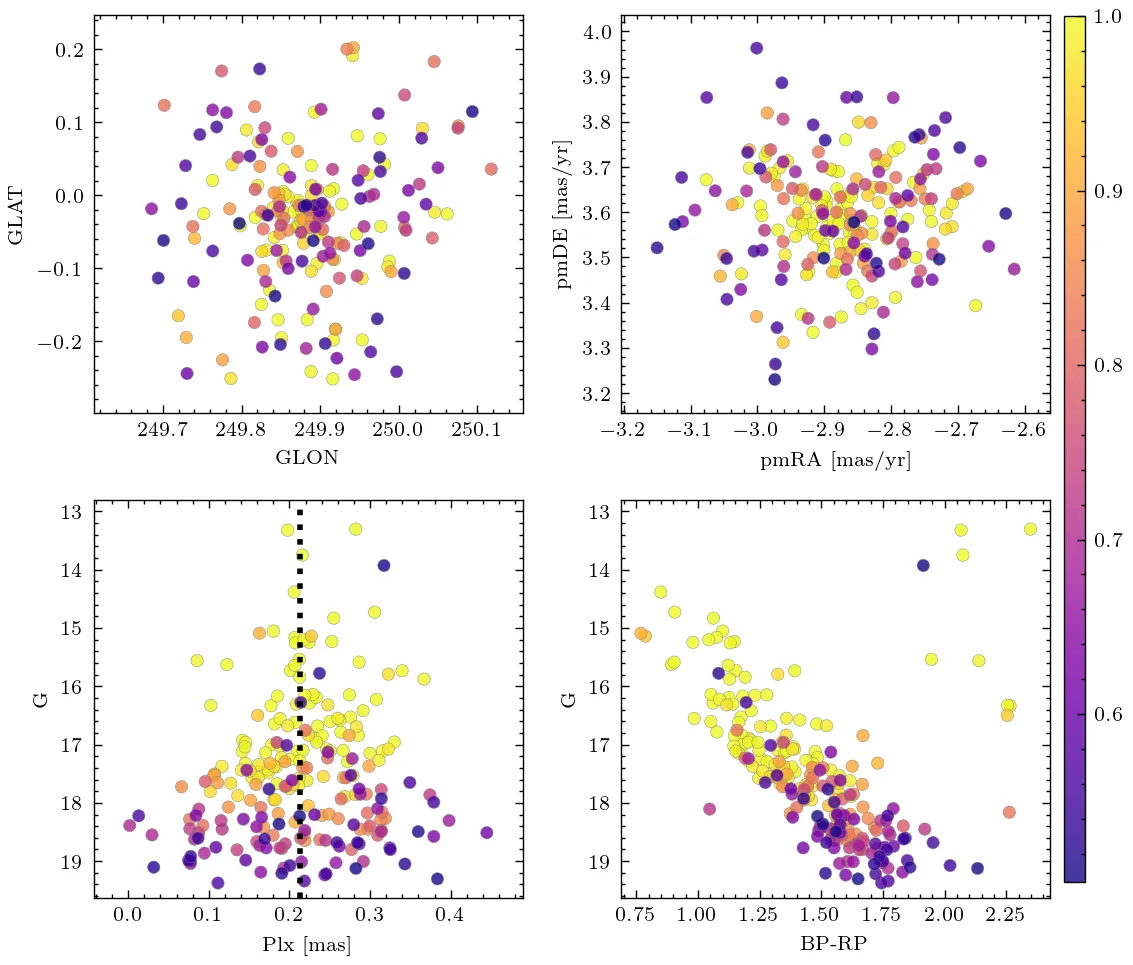 GLAT
0.2
0.1
0.0
−0.1
−0.2
249.7 249.8 249.9 250.0 250.1
GLON
pmDE [mas/yr]
4.0
3.9
3.8
3.7
3.6
3.5
3.4
3.3
3.2
−3.2 −3.1 −3.0 −2.9 −2.8 −2.7 −2.6
pmRA [mas/yr]
1.0
0.9
0.8
0.7
0.6
G
13
14
15
16
17
18
19
0.0 0.1 0.2 0.3 0.4
Plx [mas]
G
13
14
15
16
17
18
19
0.75 1.00 1.25 1.50 1.75 2.00 2.25
BP-RP